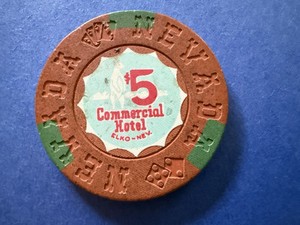 NEVADA
$5
Commercial
Hotel
ELKO-NEV.
NEVADA